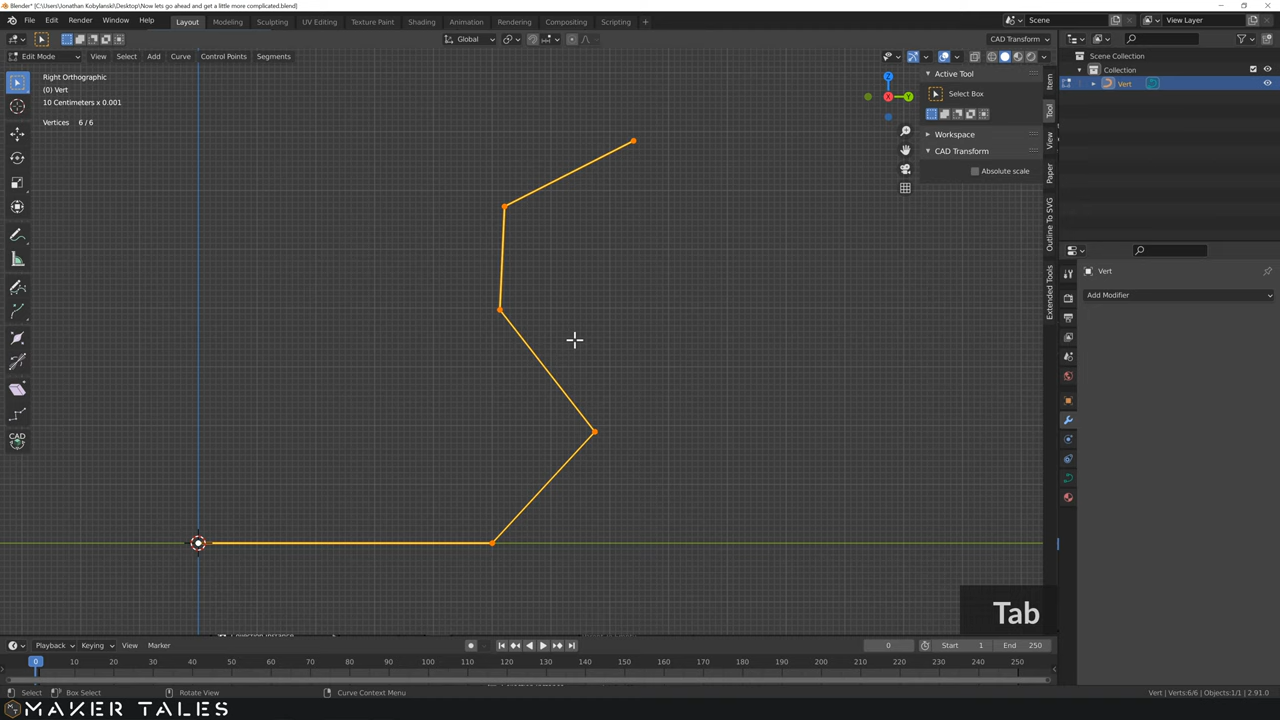 Blender* [C:\Users\Jonathan Kobylanski\Desktop\Now lets go ahead and get a little more complicated.blend]
File Edit Render Window Help Layout Modeling Sculpting UV Editing Texture Paint Shading Animation Rendering Compositing Scripting + Scene View Layer
Global CAD Transform
Edit Mode View Select Add Curve Control Points Segments
Right Orthographic
(0) Vert
10 Centimeters x 0.001
Vertices 6 / 6
Active Tool
Select Box
Workspace
CAD Transform
Absolute scale
Item
Tool
View
Paper
Outline To SVG
Extended Tools
CAD
Scene Collection
Collection
Vert
Vert
Add Modifier
Tab
Playback Keying View Marker 0 Start 1 End 250
0 10 20 30 40 50 60 70 80 90 100 110 120 130 140 150 160 170 180 190 200 210 220 230 240 250
Select Box Select Rotate View Curve Context Menu Vert | Verts:6/6 | Objects:1/1 | 2.91.0
MAKER TALES